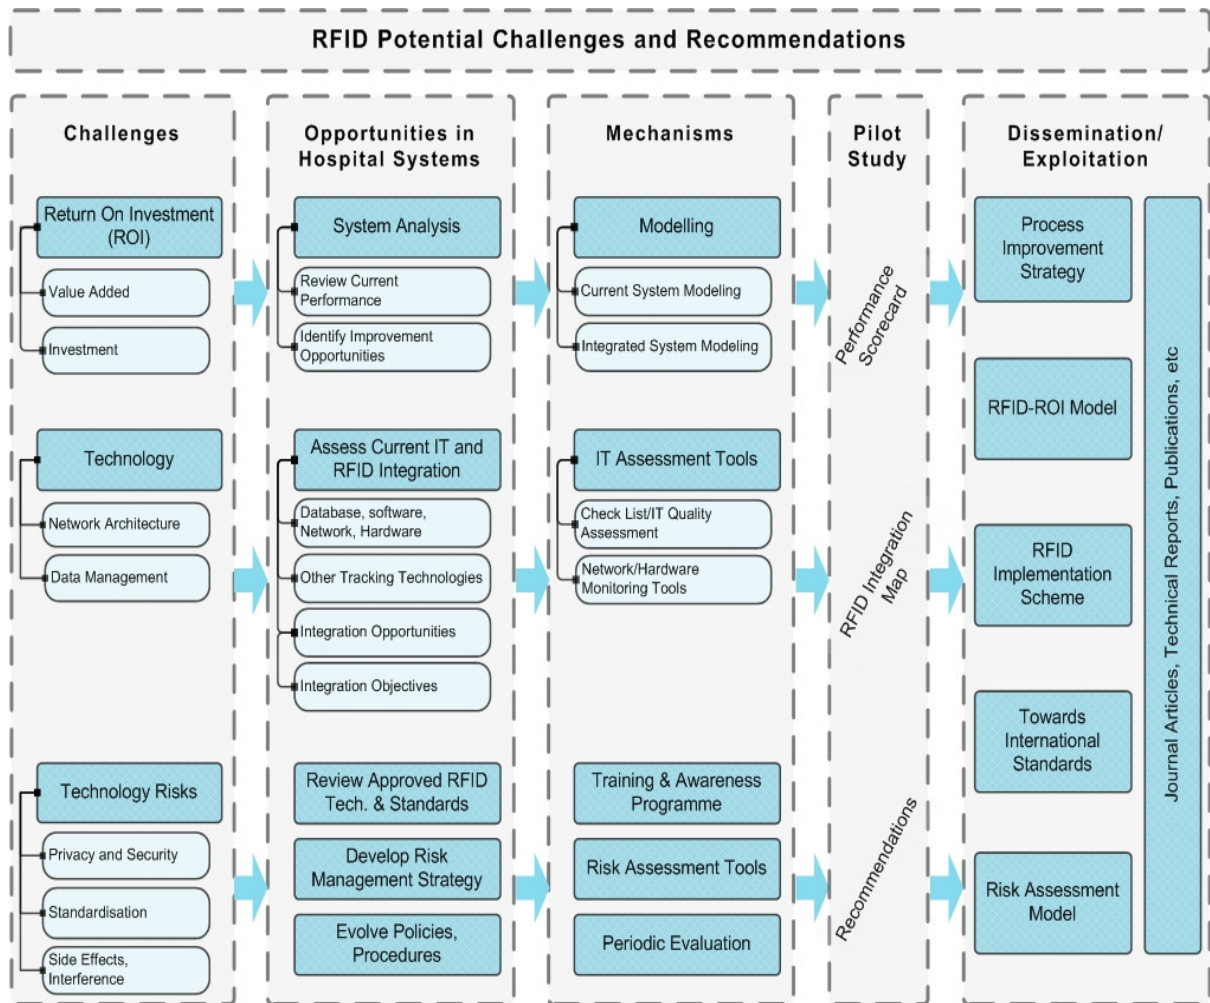 RFID Potential Challenges and Recommendations
Challenges
Return On Investment
(ROI)
Value Added
Investment
Technology
Network Architecture
Data Management
Technology Risks
Privacy and Security
Standardisation
Side Effects,
Interference
Opportunities in
Hospital Systems
System Analysis
Review Current
Performance
Identify Improvement
Opportunities
Assess Current IT and
RFID Integration
Database, software,
Network, Hardware
Other Tracking Technologies
Integration Opportunities
Integration Objectives
Review Approved RFID
Tech. & Standards
Develop Risk
Management Strategy
Evolve Policies,
Procedures
Mechanisms
Modelling
Current System Modeling
Integrated System Modeling
IT Assessment Tools
Check List/IT Quality
Assessment
Network/Hardware
Monitoring Tools
Training & Awareness
Programme
Risk Assessment Tools
Periodic Evaluation
Pilot
Study
Performance
Scorecard
RFID Integration
Map
Recommendations
Dissemination/
Exploitation
Process
Improvement
Strategy
RFID-ROI Model
RFID
Implementation
Scheme
Towards
International
Standards
Risk Assessment
Model
Journal Articles, Technical Reports, Publications, etc